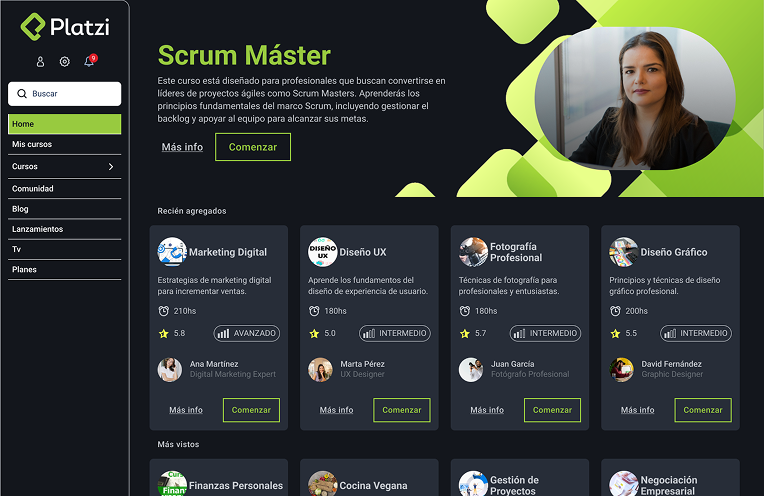 Platzi
9
Buscar
Home
Mis cursos
Cursos
Comunidad
Blog
Lanzamientos
Tv
Planes
Scrum Máster
Este curso está diseñado para profesionales que buscan convertirse en
líderes de proyectos ágiles como Scrum Masters. Aprenderás los
principios fundamentales del marco Scrum, incluyendo gestionar el
backlog y apoyar al equipo para alcanzar sus metas.
Más info
Comenzar
Recién agregados
Marketing Digital
Estrategias de marketing digital
para incrementar ventas.
210hs
5.8
AVANZADO
Ana Martínez
Digital Marketing Expert
Más info
Comenzar
DISEÑO
UX
Diseño UX
Aprende los fundamentos del
diseño de experiencia de usuario.
180hs
5.0
INTERMEDIO
Marta Pérez
UX Designer
Más info
Comenzar
Fotografía
Profesional
Técnicas de fotografía para
profesionales y entusiastas.
180hs
5.7
INTERMEDIO
Juan García
Fotógrafo Profesional
Más info
Comenzar
Diseño Gráfico
Principios y técnicas de diseño
gráfico profesional.
200hs
5.5
INTERMEDIO
David Fernández
Graphic Designer
Más info
Comenzar
Más vistos
Finanzas Personales
Cocina Vegana
Gestión de
Proyectos
Negociación
Empresarial